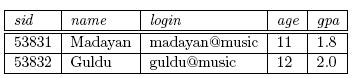 sid name login age gpa
53831 Madayan madayan@music 11 1.8
53832 Guldu guldu@music 12 2.0